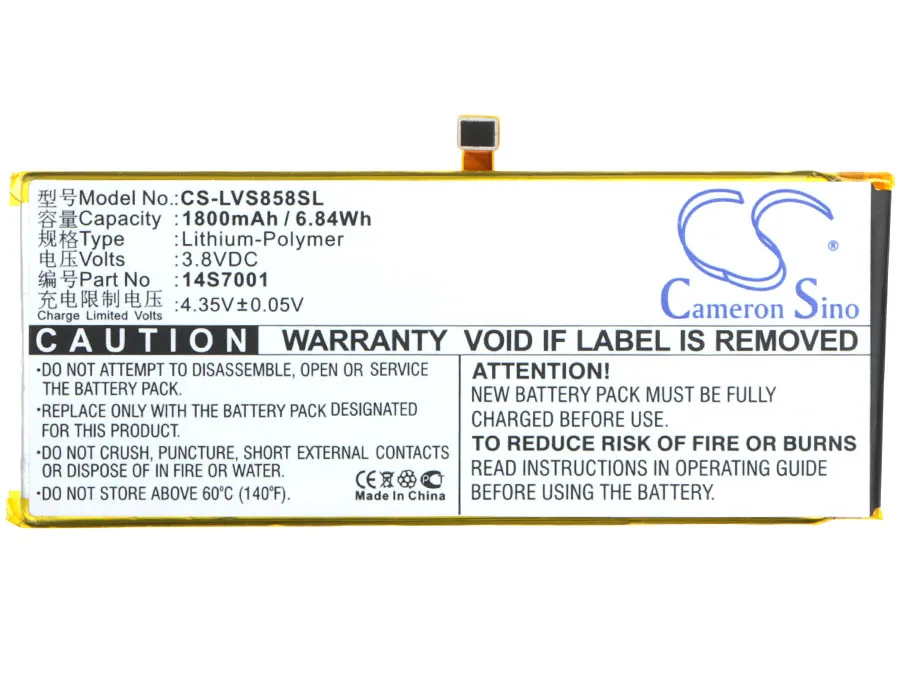 型号Model No.:CS-LVS858SL
容量Capacity :1800mAh / 6.84Wh
规格Type :Lithium-Polymer
电压Volts :3.8VDC
编号Part No :14S7001
充电限制电压 :4.35V±0.05V
Charge Limited Volts
CS®
Cameron Sino
CAUTION WARRANTY VOID IF LABEL IS REMOVED
·DO NOT ATTEMPT TO DISASSEMBLE, OPEN OR SERVICE
THE BATTERY PACK.
·REPLACE ONLY WITH THE BATTERY PACK DESIGNATED
FOR THIS PRODUCT.
·DO NOT CRUSH, PUNCTURE, SHORT EXTERNAL CONTACTS
OR DISPOSE OF IN FIRE OR WATER.
·DO NOT STORE ABOVE 60°C (140°F).
CE
Made In China
ATTENTION!
NEW BATTERY PACK MUST BE FULLY
CHARGED BEFORE USE.
TO REDUCE RISK OF FIRE OR BURNS
READ INSTRUCTIONS IN OPERATING GUIDE
BEFORE USING THE BATTERY.